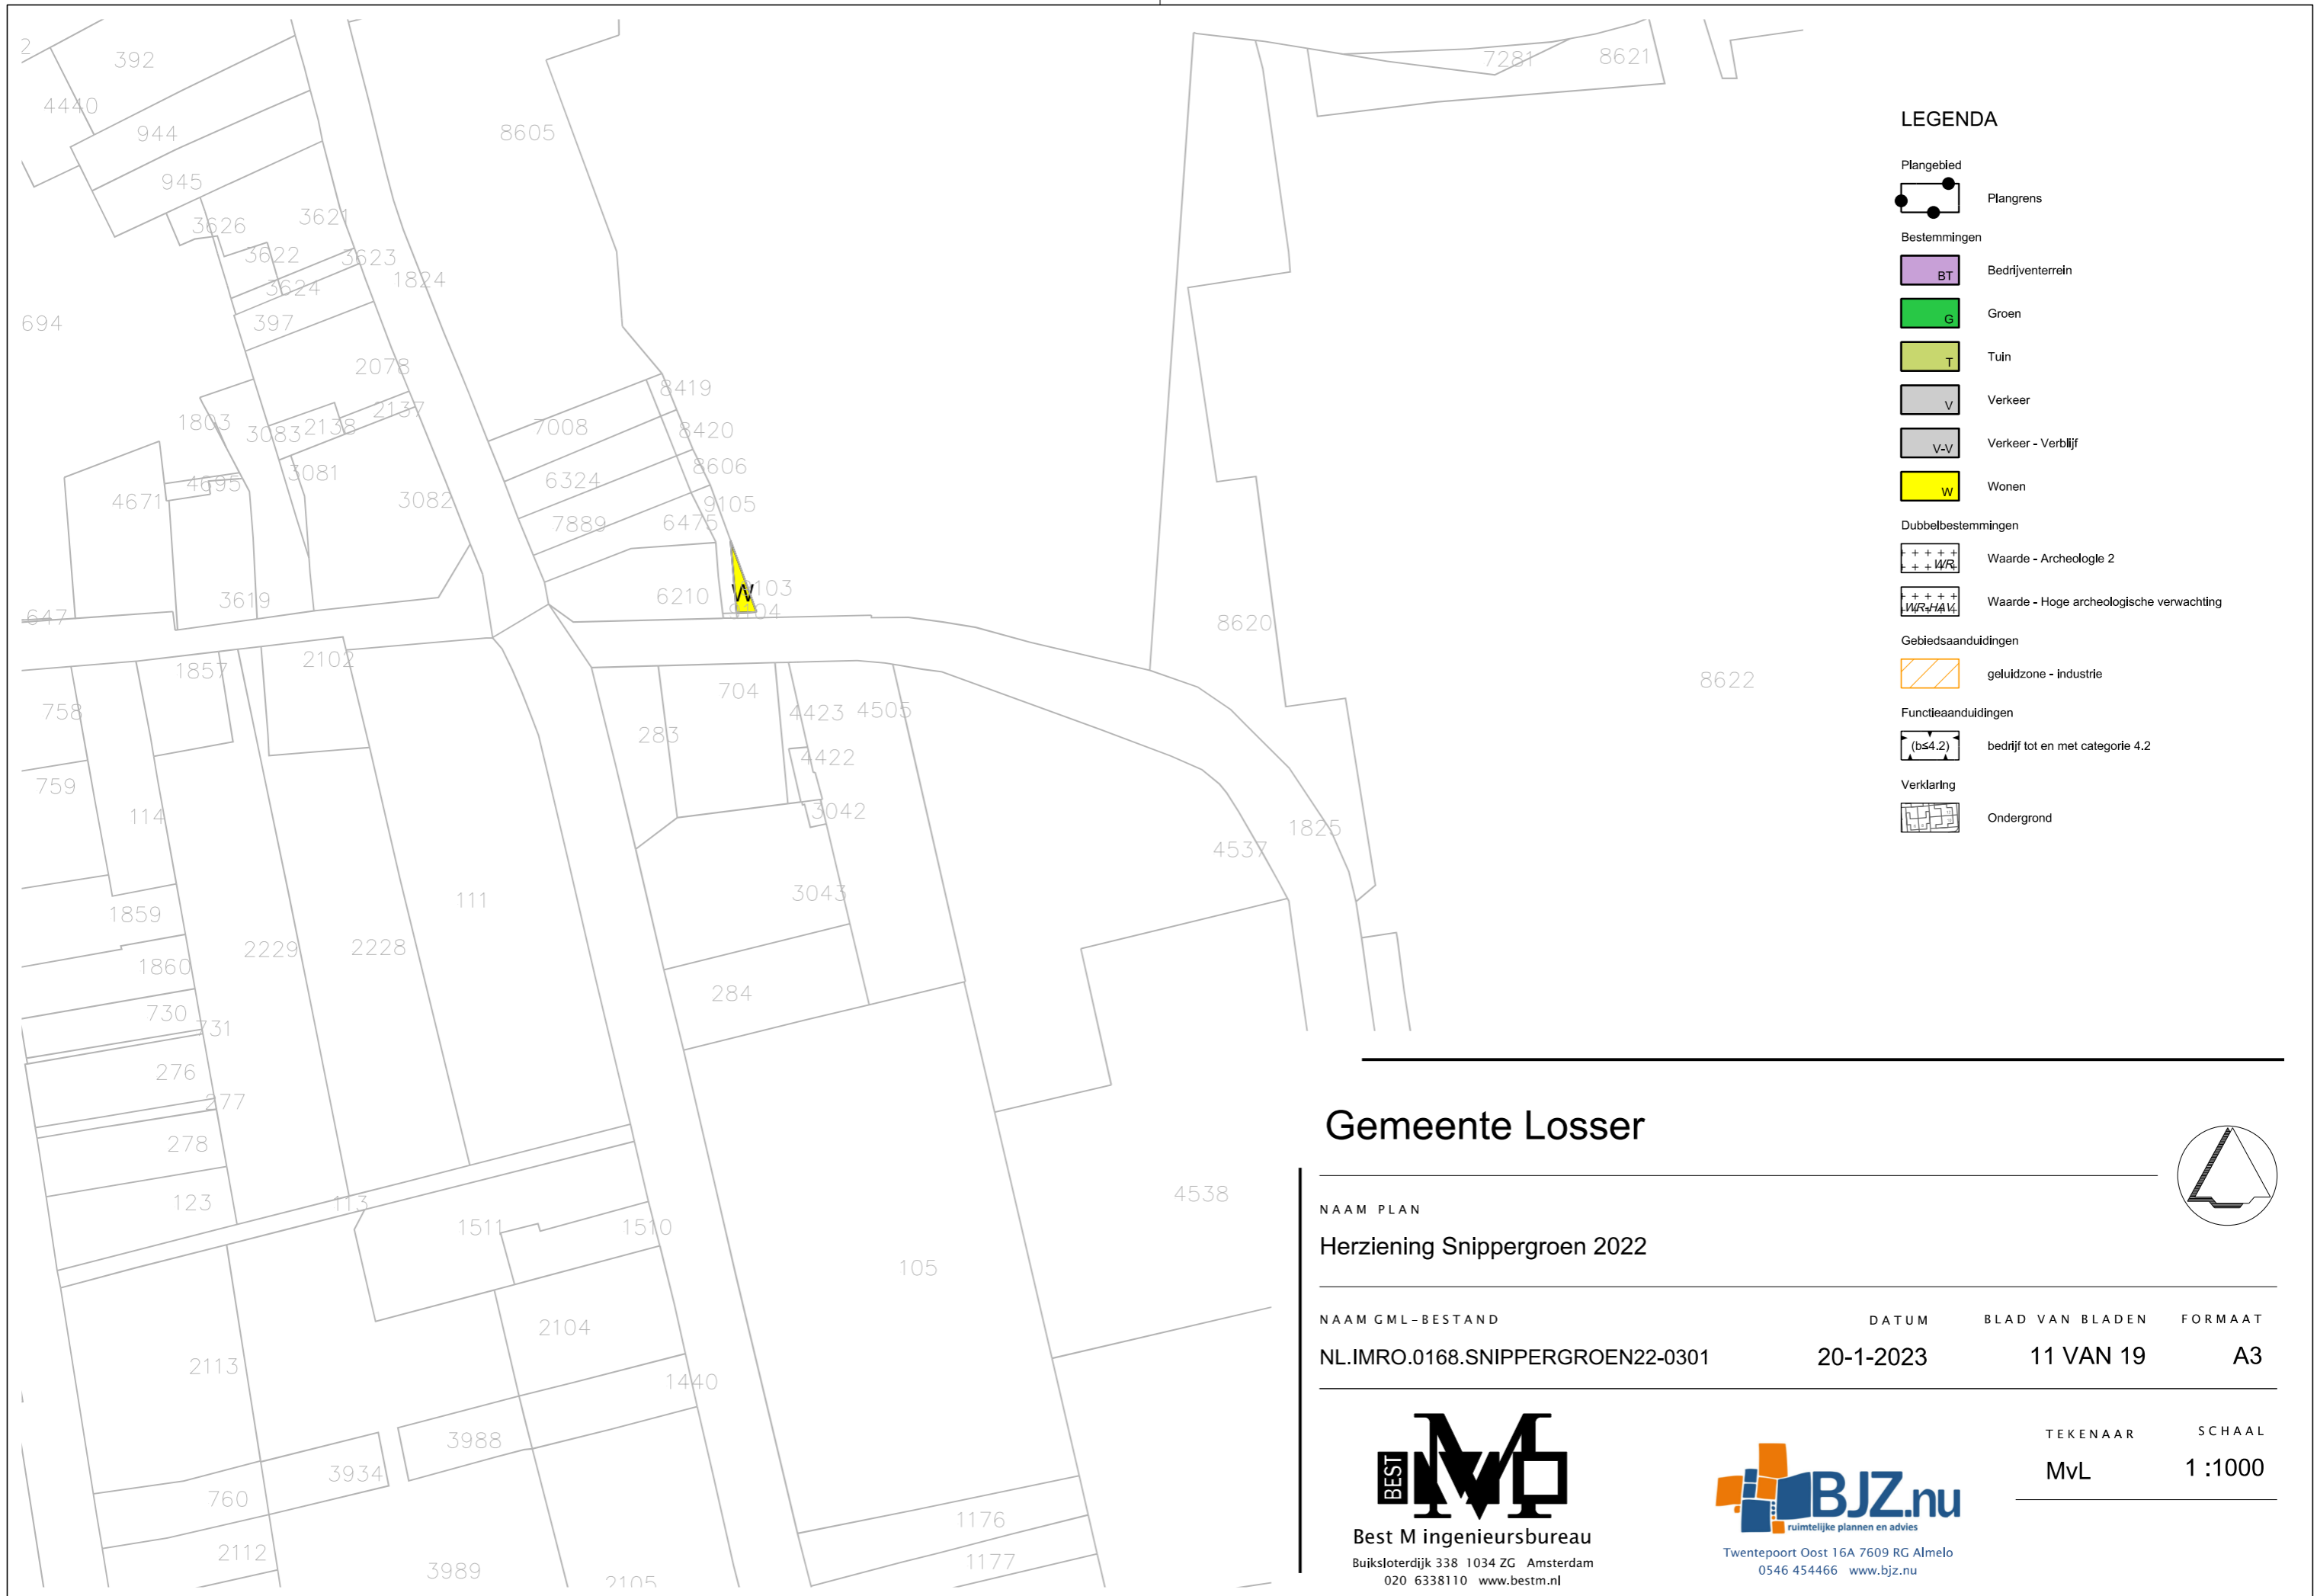 392
4440
944
945
3626
3621
3622
3623
3624
1824
694
397
2078
1803
2137
3083
2138
3081
4671
4695
3082
3619
647
8605
7281
8621
8419
7008
8420
8606
6324
9105
7889
6475
6210
9104
W
8620
8622
1857
2102
758
759
114
704
283
4423
4505
4422
3042
1825
4537
3043
111
1859
2229
2228
1860
284
730
731
276
277
278
123
113
1511
1510
4538
105
2104
2113
1440
3988
3934
760
1176
2112
1177
3989
2105
LEGENDA
Plangebied
Plangrens
Bestemmingen
BT Bedrijventerrein
G Groen
T Tuin
V Verkeer
V-V Verkeer - Verblijf
W Wonen
Dubbelbestemmingen
WR Waarde - Archeologie 2
WR-HAV Waarde - Hoge archeologische verwachting
Gebiedsaanduidingen
geluidzone - industrie
Functieaanduidingen
(b≤4.2) bedrijf tot en met categorie 4.2
Verklaring
Ondergrond
Gemeente Losser
NAAM PLAN
Herziening Snippergroen 2022
NAAM GML-BESTAND DATUM BLAD VAN BLADEN FORMAAT
NL.IMRO.0168.SNIPPERGROEN22-0301 20-1-2023 11 VAN 19 A3
TEKENAAR SCHAAL
MvL 1 :1000
BEST M
Best M ingenieursbureau
Buiksloterdijk 338 1034 ZG Amsterdam
020 6338110 www.bestm.nl
BJZ.nu
ruimtelijke plannen en advies
Twentepoort Oost 16A 7609 RG Almelo
0546 454466 www.bjz.nu